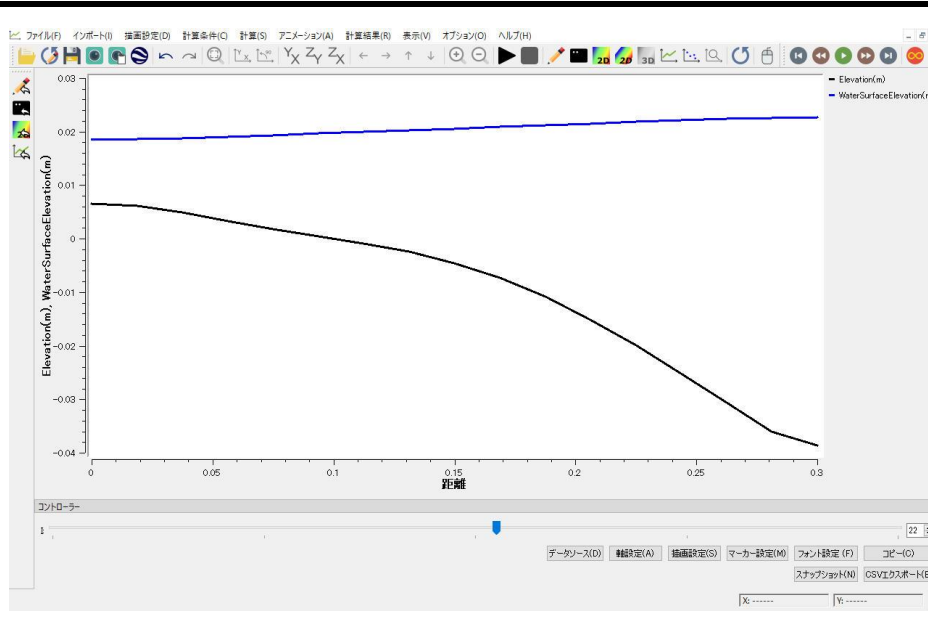 ファイル(F) インポート(I) 描画設定(D) 計算条件(C) 計算(S) アニメーション(A) 計算結果(R) 表示(V) オプション(O) ヘルプ(H)
2D 2D 3D
Elevation(m)
WaterSurfaceElevation(m
Elevation(m), WaterSurfaceElevation(m)
0.03
0.02
0.01
0
-0.01
-0.02
-0.03
-0.04
0 0.05 0.1 0.15 0.2 0.25 0.3
距離
コントローラー
22
データソース(D) 軸設定(A) 描画設定(S) マーカー設定(M) フォント設定 (F) コピー(C)
スナップショット(N) CSVエクスポート(E
X: ------ Y: ------